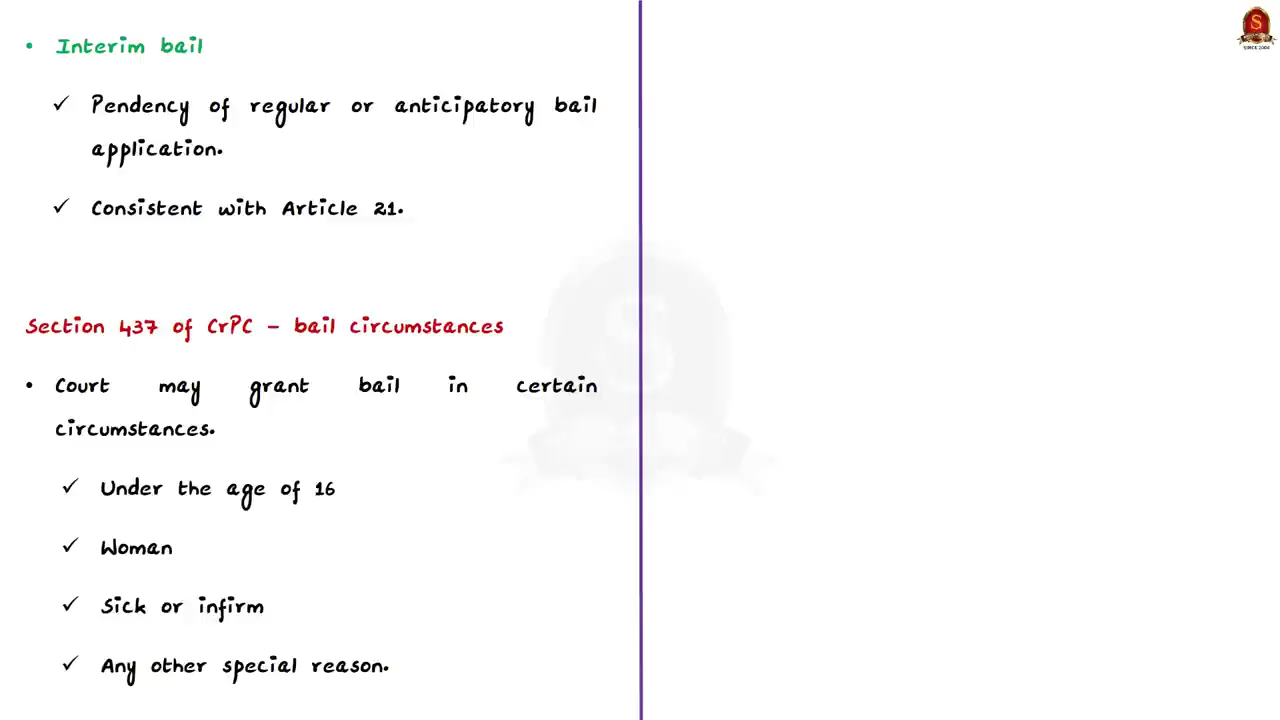 • Interim bail
✓ Pendency of regular or anticipatory bail
application.
✓ Consistent with Article 21.
Section 437 of CrPC – bail circumstances
• Court may grant bail in certain
circumstances.
✓ Under the age of 16
✓ Woman
✓ Sick or infirm
✓ Any other special reason.
S
SINCE 2004